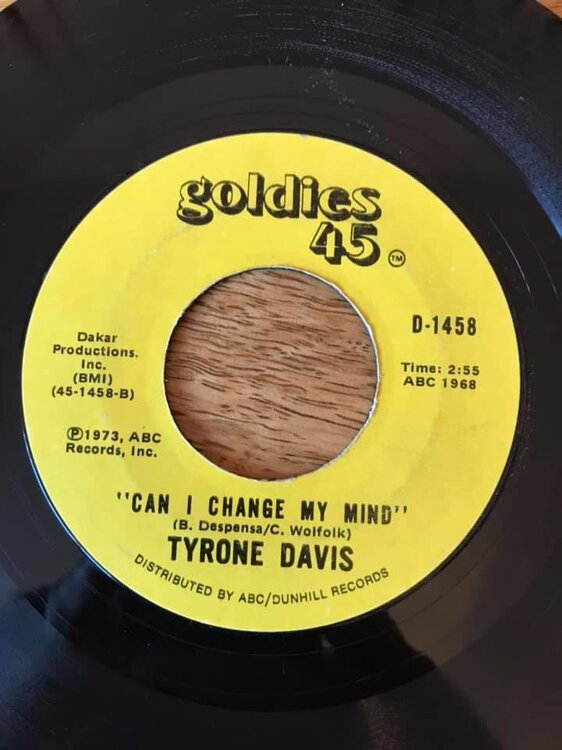 goldies
45 TM
D-1458
Dakar
Productions.
Inc.
(BMI)
(45-1458-B)
Time: 2:55
ABC 1968
Ⓟ1973, ABC
Records, Inc.
"CAN I CHANGE MY MIND"
(B. Despensa/C. Wolfolk)
TYRONE DAVIS
DISTRIBUTED BY ABC/DUNHILL RECORDS